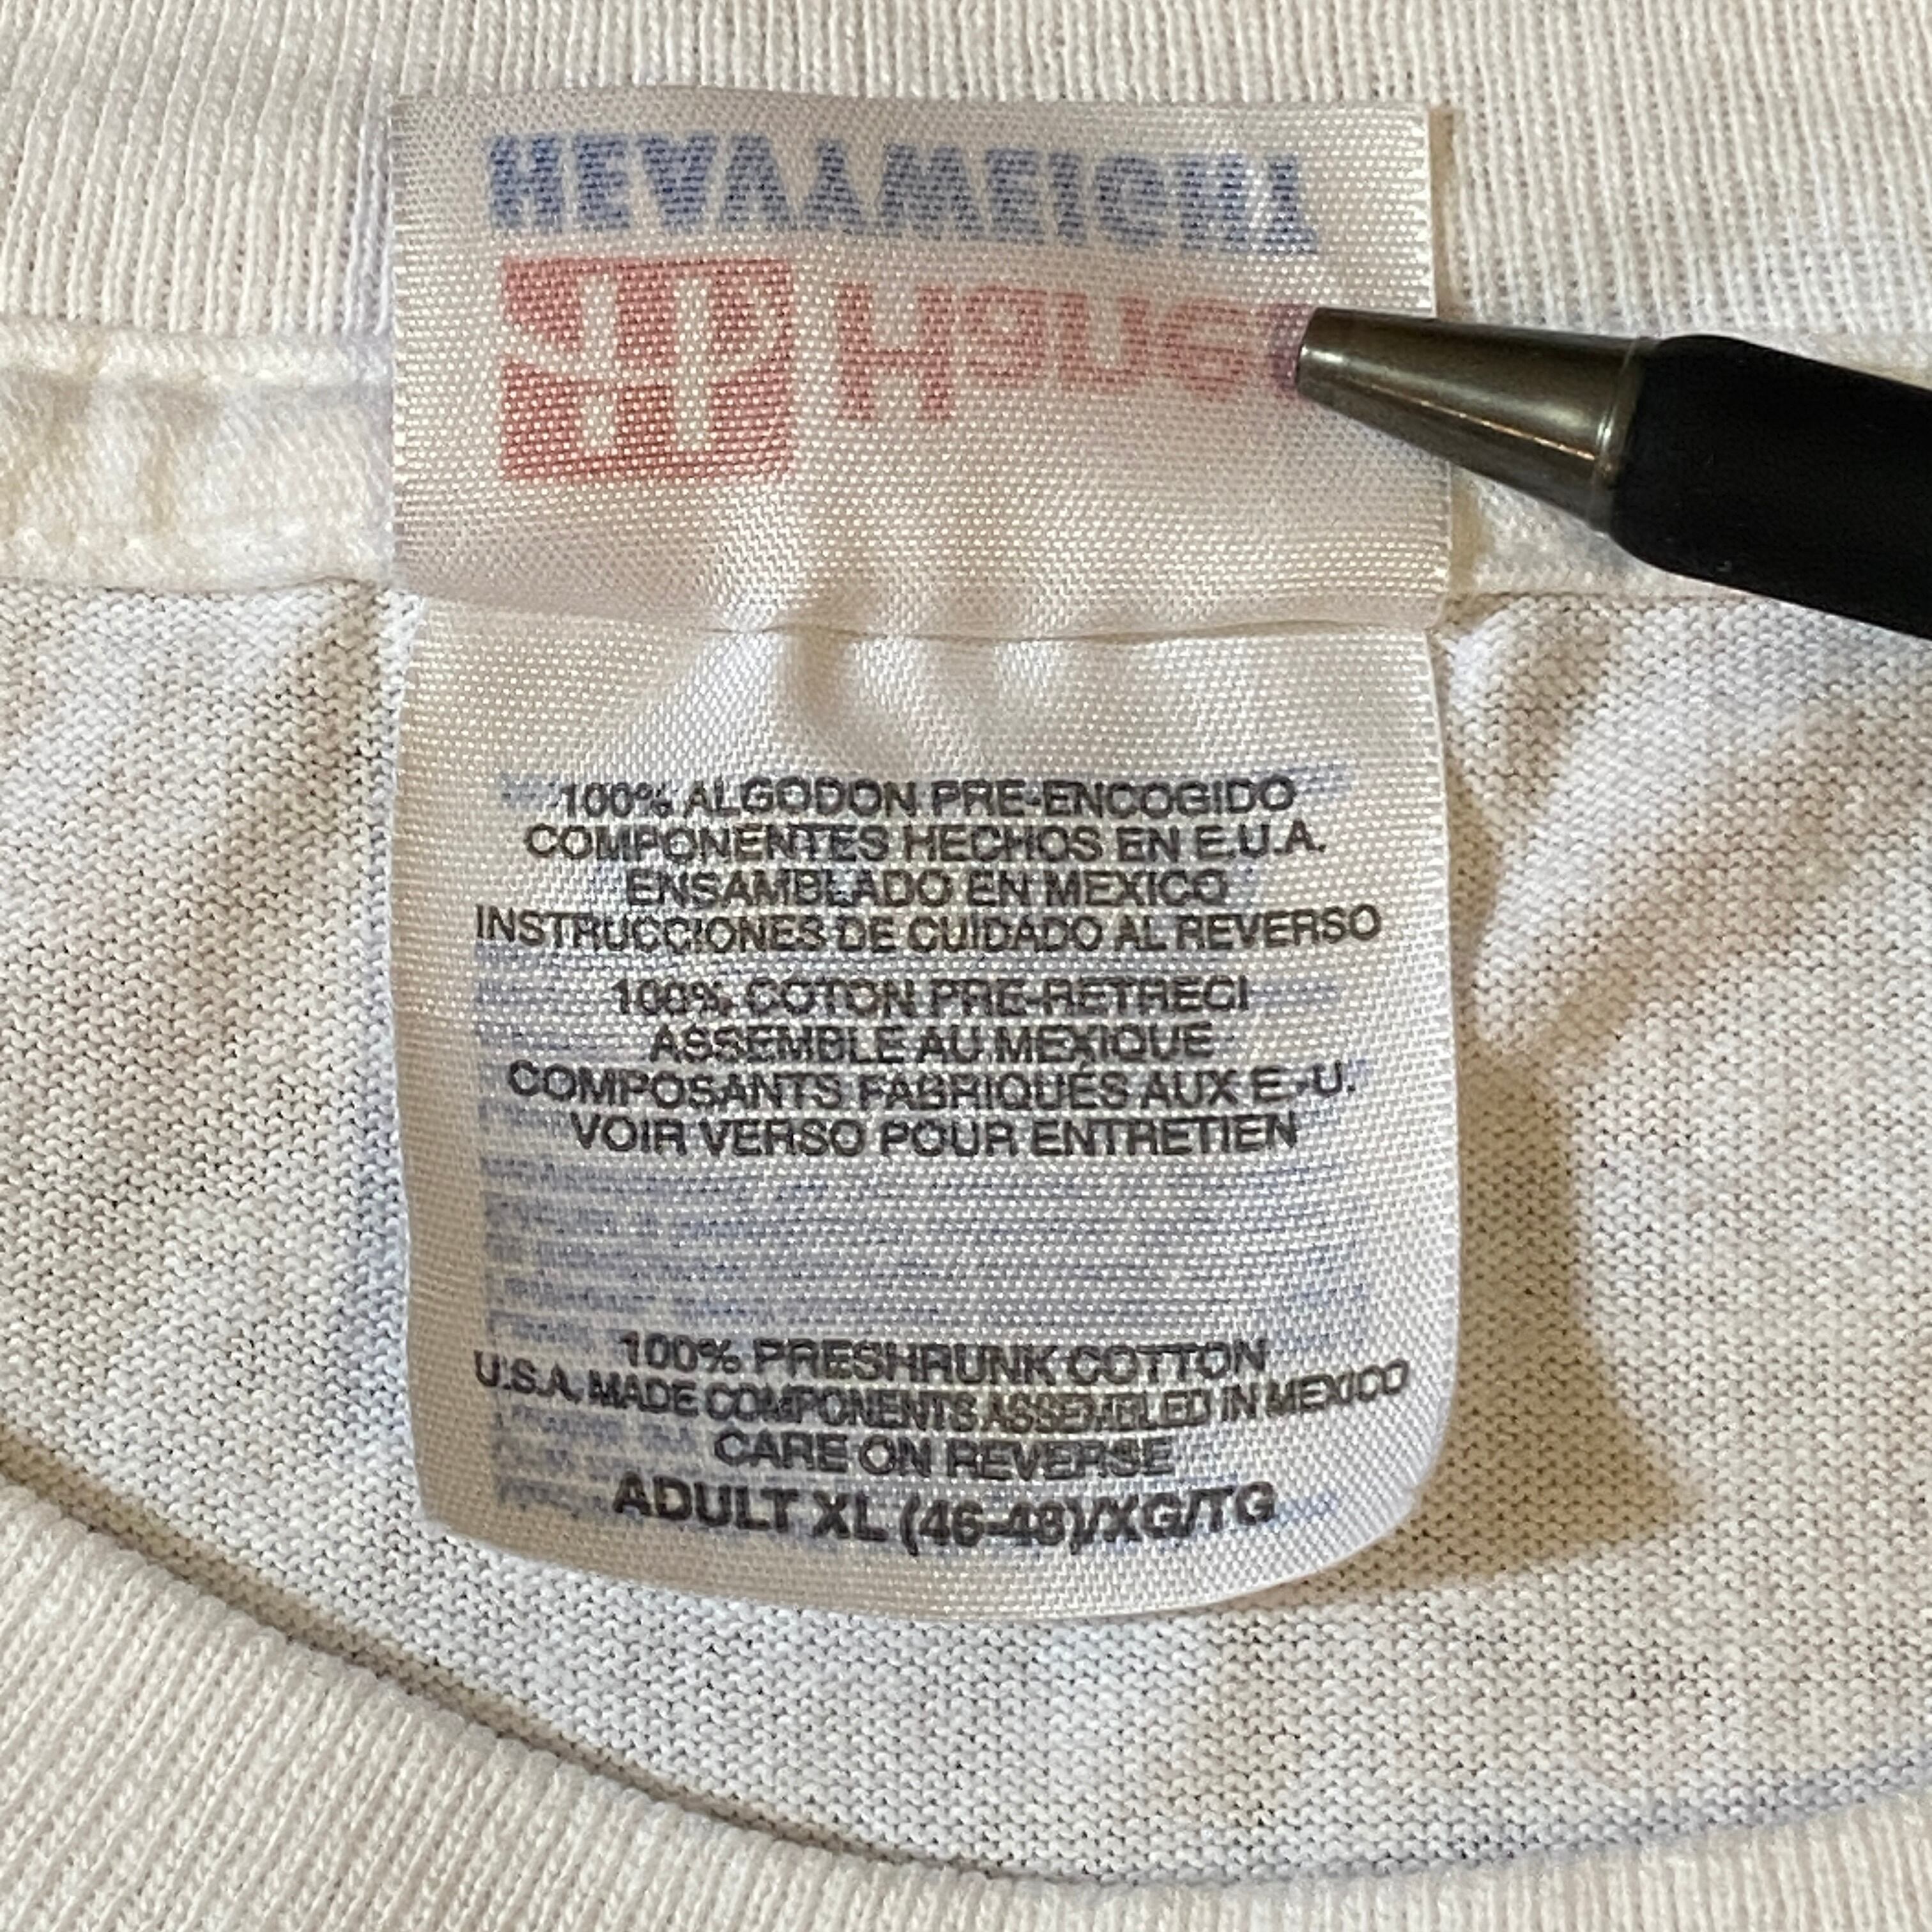 HEAVYWEIGHT
Hanes
100% ALGODON PRE-ENCOGIDO
COMPONENTES HECHOS EN E.U.A.
ENSAMBLADO EN MEXICO
INSTRUCCIONES DE CUIDADO AL REVERSO
100% COTON PRE-RETRECI
ASSEMBLE AU MEXIQUE
COMPOSANTS FABRIQUÉS AUX E.-U.
VOIR VERSO POUR ENTRETIEN
100% PRESHRUNK COTTON
U.S.A. MADE COMPONENTS ASSEMBLED IN MEXICO
CARE ON REVERSE
ADULT XL (46-48)/XG/TG